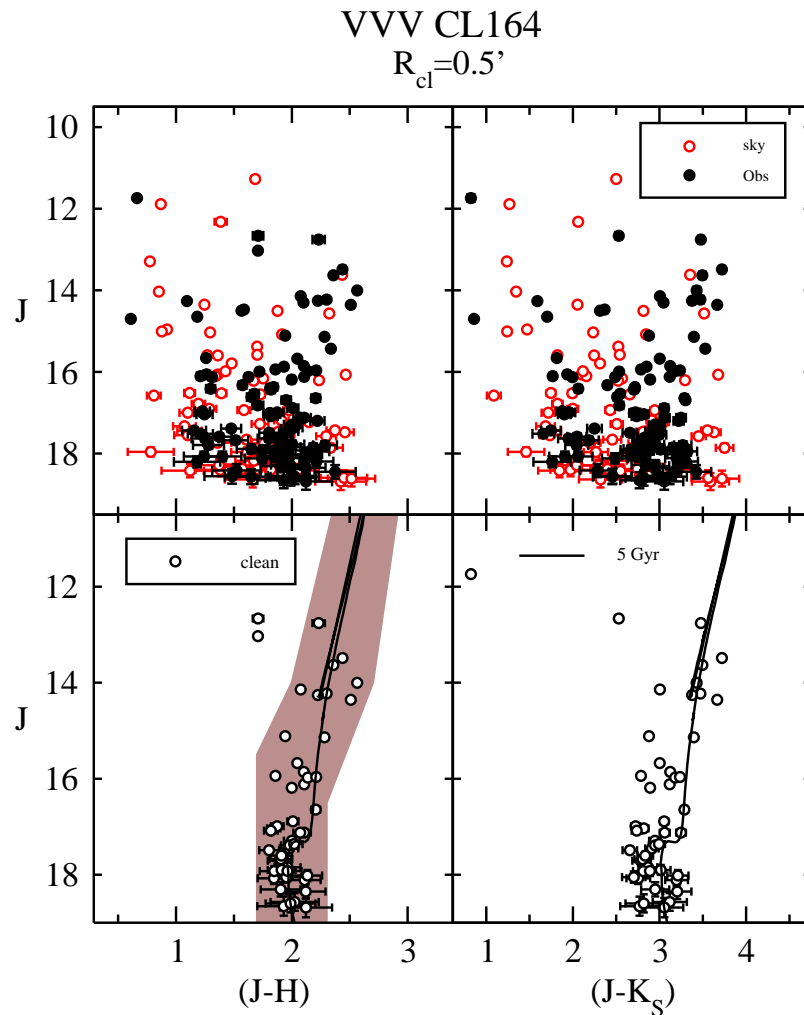 VVV CL164
R_cl=0.5'
10
12
14
16
18
J
sky
Obs
12
14
16
18
J
clean
5 Gyr
1 2 3
1 2 3 4
(J-H) (J-K_S)